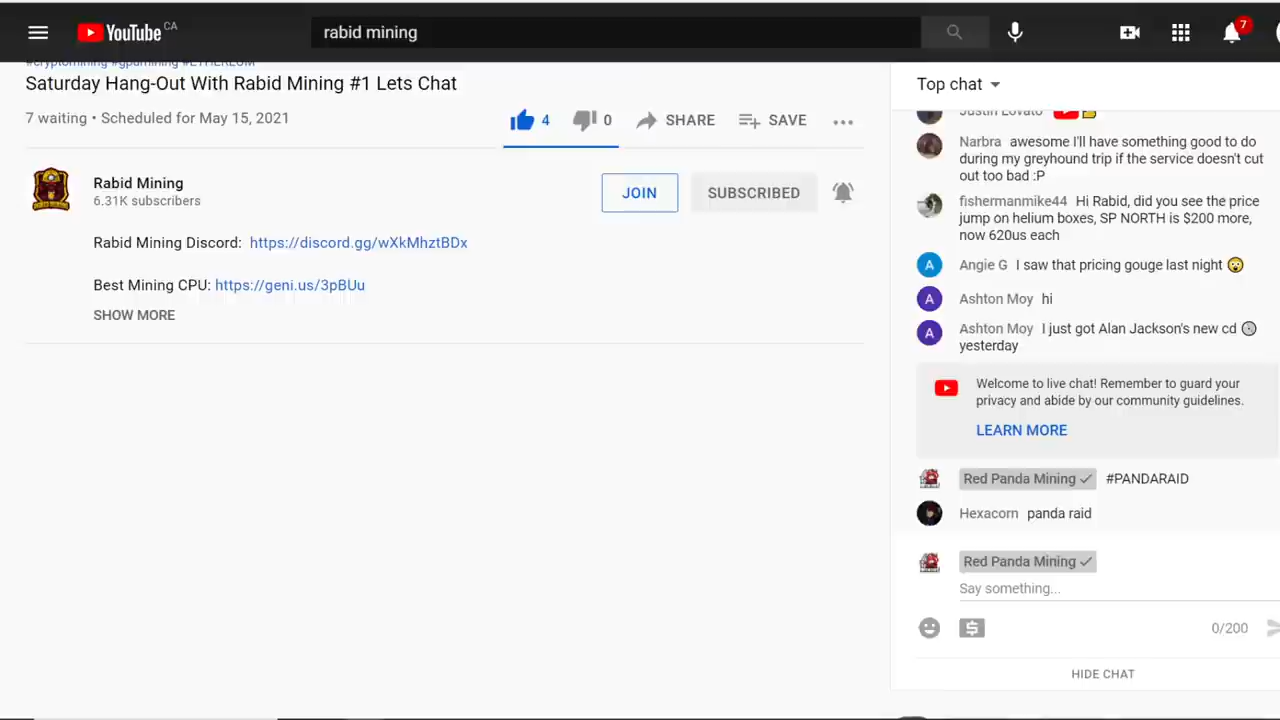 YouTube CA
rabid mining
7
#cryptomining #gpumining #ETHEREUM
Saturday Hang-Out With Rabid Mining #1 Lets Chat
7 waiting • Scheduled for May 15, 2021
4
0
SHARE
SAVE
Rabid Mining
6.31K subscribers
JOIN
SUBSCRIBED
Rabid Mining Discord: https://discord.gg/wXkMhztBDx
Best Mining CPU: https://geni.us/3pBUu
SHOW MORE
Top chat
Justin Lovato
Narbra awesome I'll have something good to do
during my greyhound trip if the service doesn't cut
out too bad :P
fishermanmike44 Hi Rabid, did you see the price
jump on helium boxes, SP NORTH is $200 more,
now 620us each
A Angie G I saw that pricing gouge last night 😲
A Ashton Moy hi
A Ashton Moy I just got Alan Jackson's new cd 💿
yesterday
Welcome to live chat! Remember to guard your
privacy and abide by our community guidelines.
LEARN MORE
Red Panda Mining ✓ #PANDARAID
Hexacorn panda raid
Red Panda Mining ✓
Say something...
0/200
HIDE CHAT